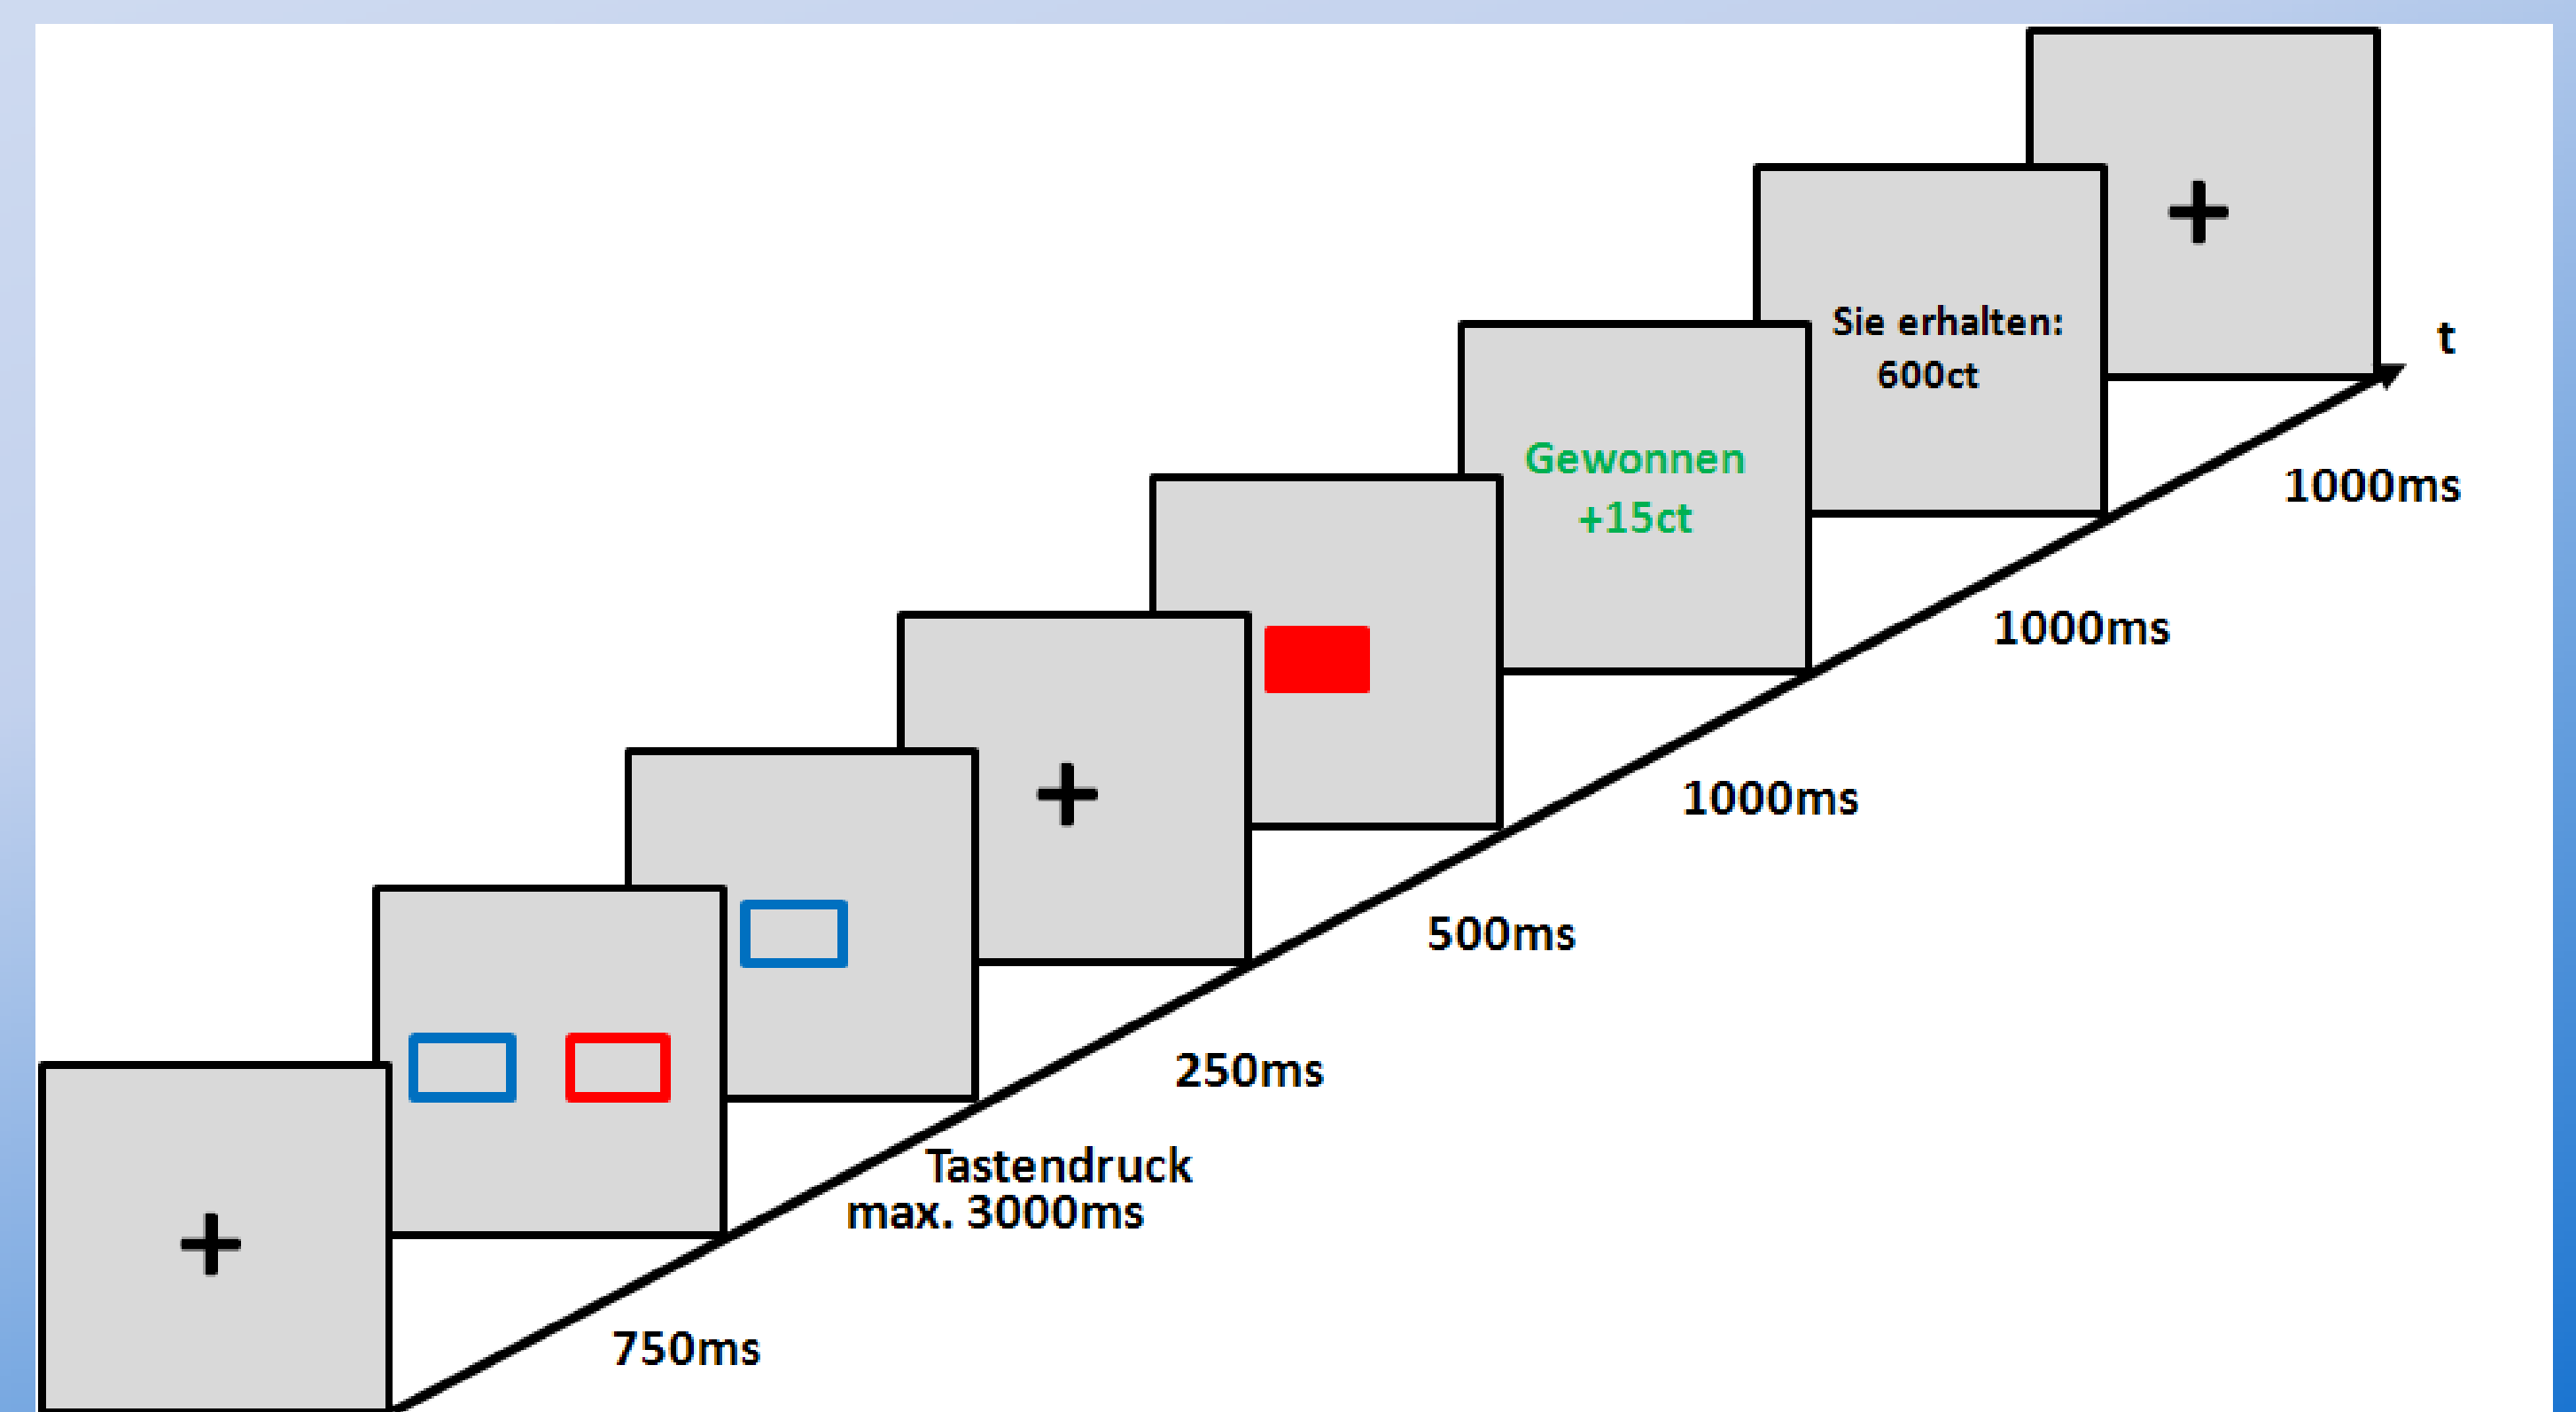 Sie erhalten:
600ct
t
Gewonnen
+15ct
1000ms
1000ms
1000ms
500ms
250ms
Tastendruck
max. 3000ms
750ms